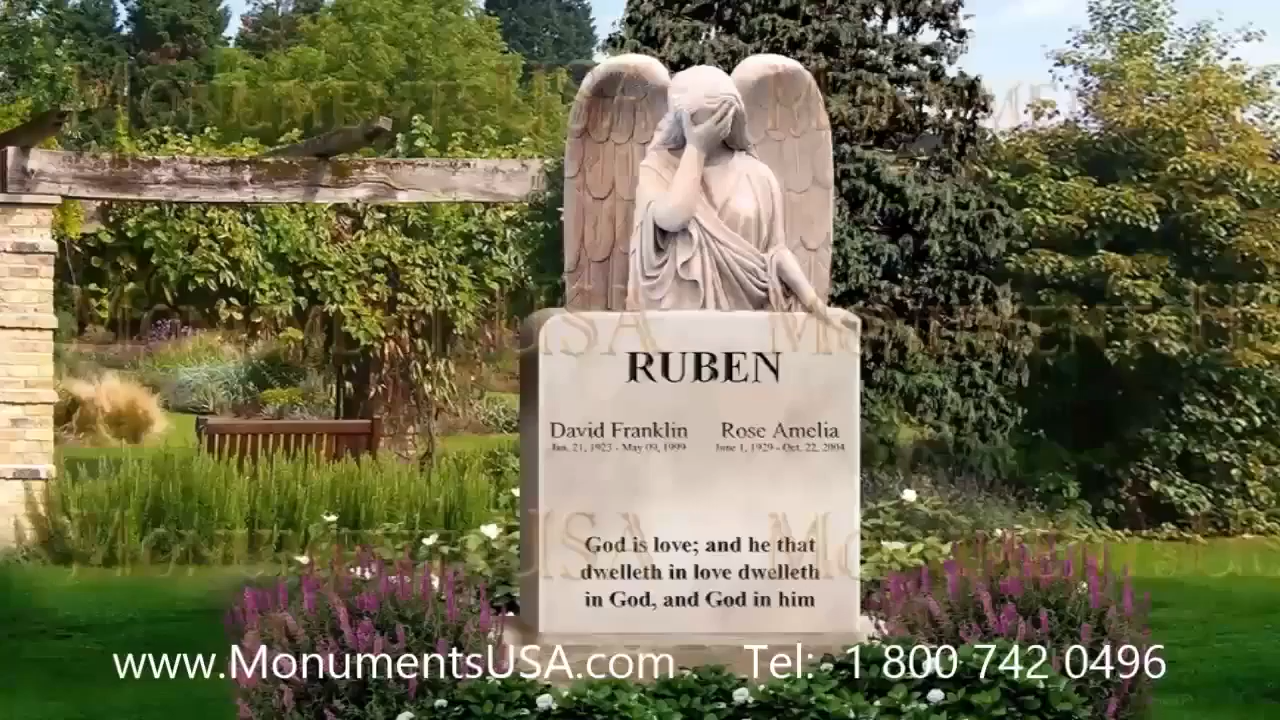 RUBEN
David Franklin Rose Amelia
Jan. 21, 1923 - May 09, 1999 June 1, 1929 - Oct. 22, 2004
God is love; and he that
dwelleth in love dwelleth
in God, and God in him
www.MonumentsUSA.com Tel: 1 800 742 0496